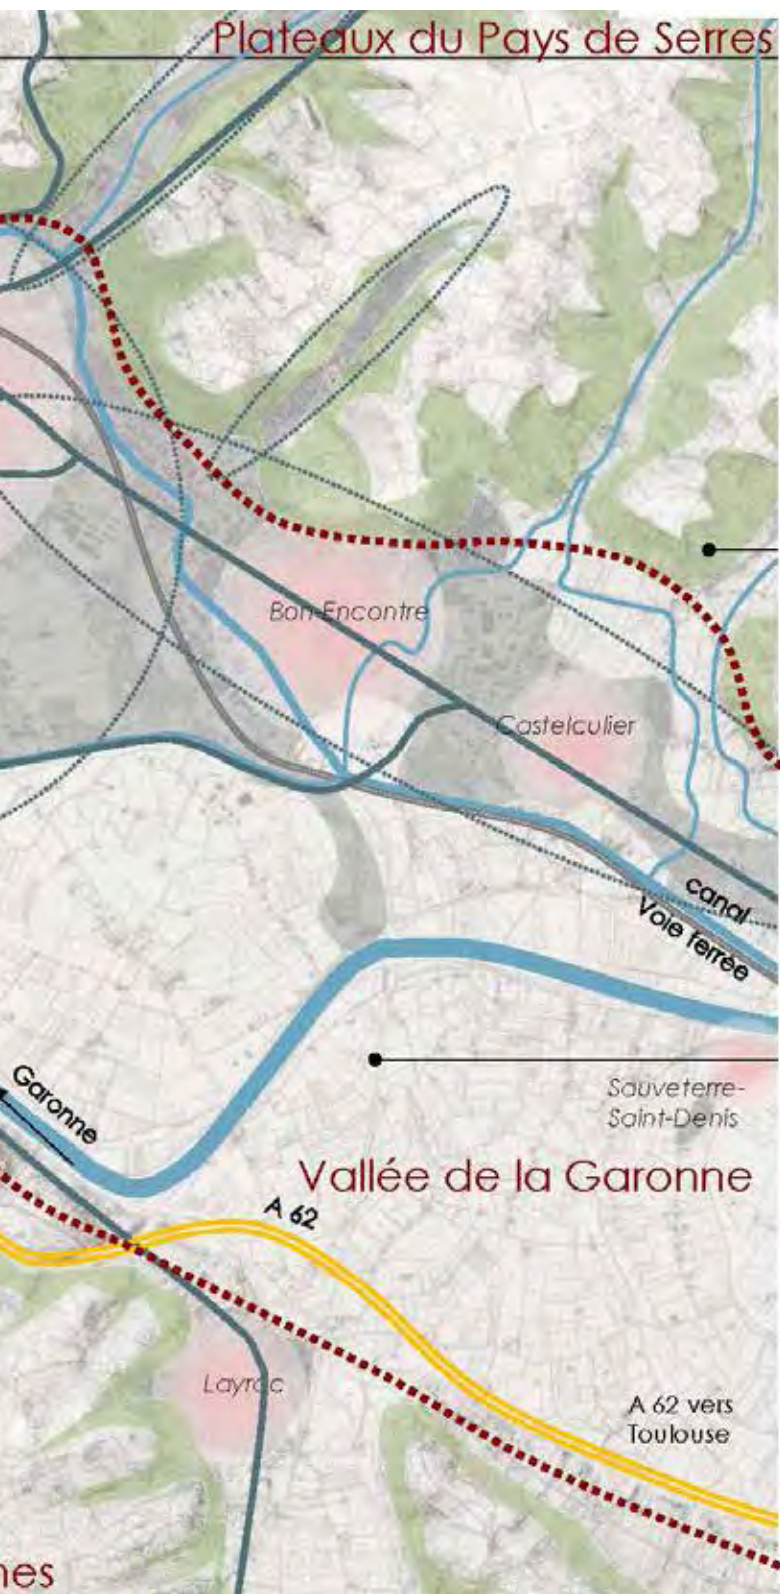 Plateaux du Pays de Serres
Bon-Encontre
Castelculier
canal
Voie ferrée
Garonne
Sauveterre-
Saint-Denis
Vallée de la Garonne
A 62
Layrac
A 62 vers
Toulouse
nes